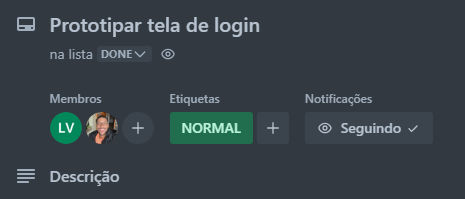 Prototipar tela de login
na lista DONE
Membros Etiquetas Notificações
LV + NORMAL + Seguindo
Descrição